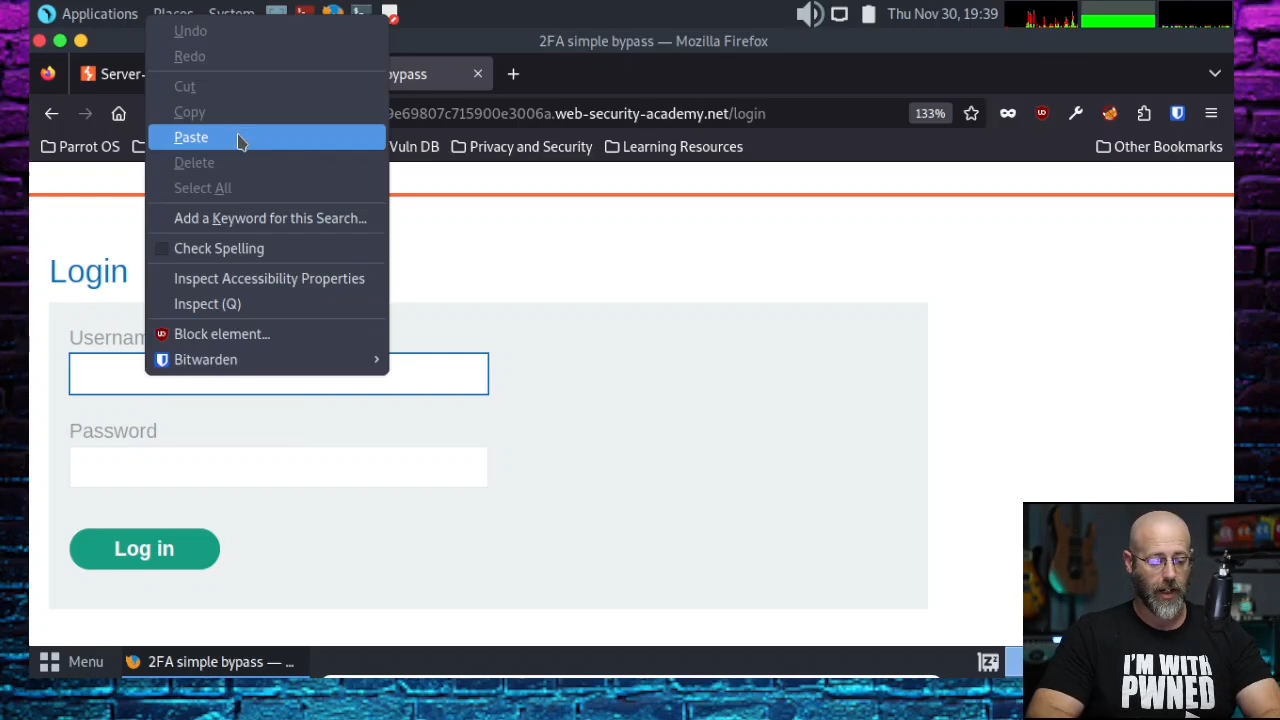 Applications Places System
Thu Nov 30, 19:39
2FA simple bypass — Mozilla Firefox
Server-
bypass
9e69807c715900e3006a.web-security-academy.net/login
133%
Parrot OS
Vuln DB
Privacy and Security
Learning Resources
Other Bookmarks
Undo
Redo
Cut
Copy
Paste
Delete
Select All
Add a Keyword for this Search...
Check Spelling
Inspect Accessibility Properties
Inspect (Q)
Block element...
Bitwarden
Login
Usernam
Password
Log in
Menu
2FA simple bypass — ...
I'M WITH
PWNED